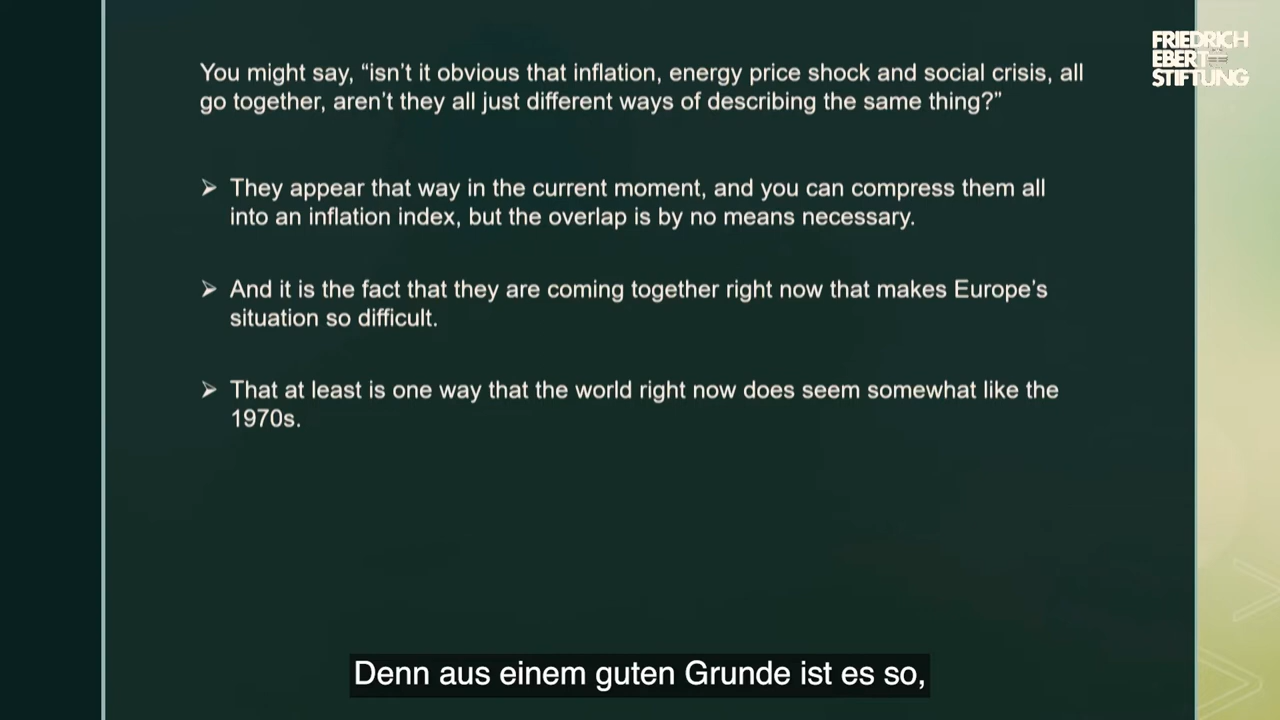 FRIEDRICH
EBERT
STIFTUNG
You might say, “isn’t it obvious that inflation, energy price shock and social crisis, all
go together, aren’t they all just different ways of describing the same thing?”
They appear that way in the current moment, and you can compress them all
into an inflation index, but the overlap is by no means necessary.
And it is the fact that they are coming together right now that makes Europe’s
situation so difficult.
That at least is one way that the world right now does seem somewhat like the
1970s.
Denn aus einem guten Grunde ist es so,